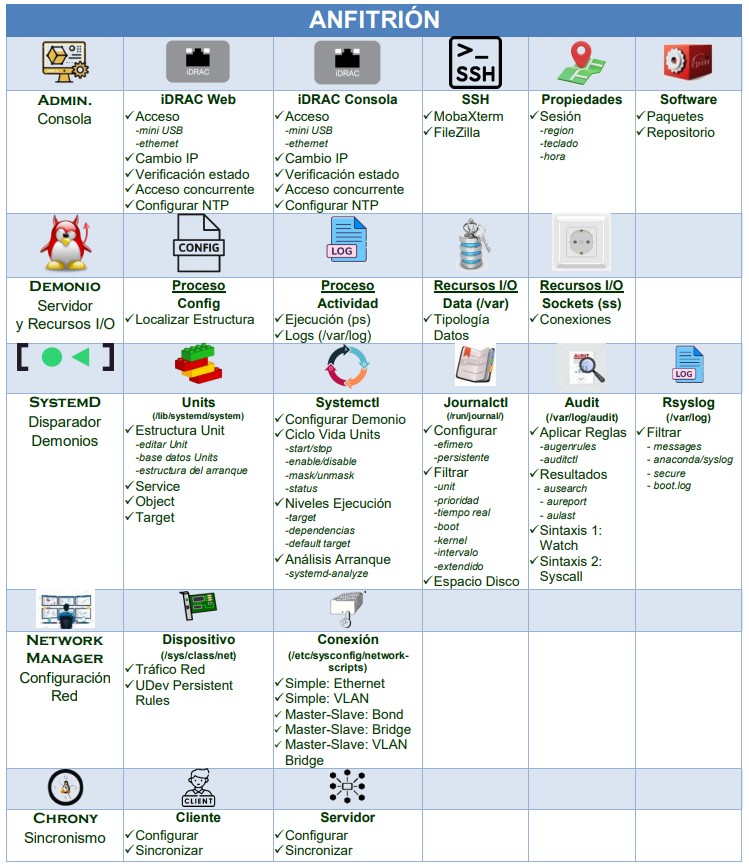 ANFITRIÓN
iDRAC
iDRAC
>_
SSH
ADMIN.
Consola
iDRAC Web
✓Acceso
-mini USB
-ethernet
✓Cambio IP
✓Verificación estado
✓Acceso concurrente
✓Configurar NTP
iDRAC Consola
✓Acceso
-mini USB
-ethernet
✓Cambio IP
✓Verificación estado
✓Acceso concurrente
✓Configurar NTP
SSH
✓MobaXterm
✓FileZilla
Propiedades
✓Sesión
-region
-teclado
-hora
Software
✓Paquetes
✓Repositorio
CONFIG
LOG
DEMONIO
Servidor
y Recursos I/O
Proceso
Config
✓Localizar Estructura
Proceso
Actividad
✓Ejecución (ps)
✓Logs (/var/log)
Recursos I/O
Data (/var)
✓Tipología
Datos
Recursos I/O
Sockets (ss)
✓Conexiones
AUDIT
LOG
SYSTEMD
Disparador
Demonios
Units
(/lib/systemd/system)
✓Estructura Unit
-editar Unit
-base datos Units
-estructura del arranque
✓Service
✓Object
✓Target
Systemctl
✓Configurar Demonio
✓Ciclo Vida Units
-start/stop
-enable/disable
-mask/unmask
-status
✓Niveles Ejecución
-target
-dependencias
-default target
✓Análisis Arranque
-systemd-analyze
Journalctl
(/run/journal/)
✓Configurar
-efimero
-persistente
✓Filtrar
-unit
-prioridad
-tiempo real
-boot
-kernel
-intervalo
-extendido
✓Espacio Disco
Audit
(/var/log/audit)
✓Aplicar Reglas
-augenrules
-auditctl
✓Resultados
- ausearch
- aureport
- aulast
✓Sintaxis 1:
Watch
✓Sintaxis 2:
Syscall
Rsyslog
(/var/log)
✓Filtrar
- messages
- anaconda/syslog
- secure
- boot.log
NETWORK
MANAGER
Configuración
Red
Dispositivo
(/sys/class/net)
✓Tráfico Red
✓UDev Persistent
Rules
Conexión
(/etc/sysconfig/network-
scripts)
✓Simple: Ethernet
✓Simple: VLAN
✓Master-Slave: Bond
✓Master-Slave: Bridge
✓Master-Slave: VLAN
Bridge
CLIENT
CHRONY
Sincronismo
Cliente
✓Configurar
✓Sincronizar
Servidor
✓Configurar
✓Sincronizar